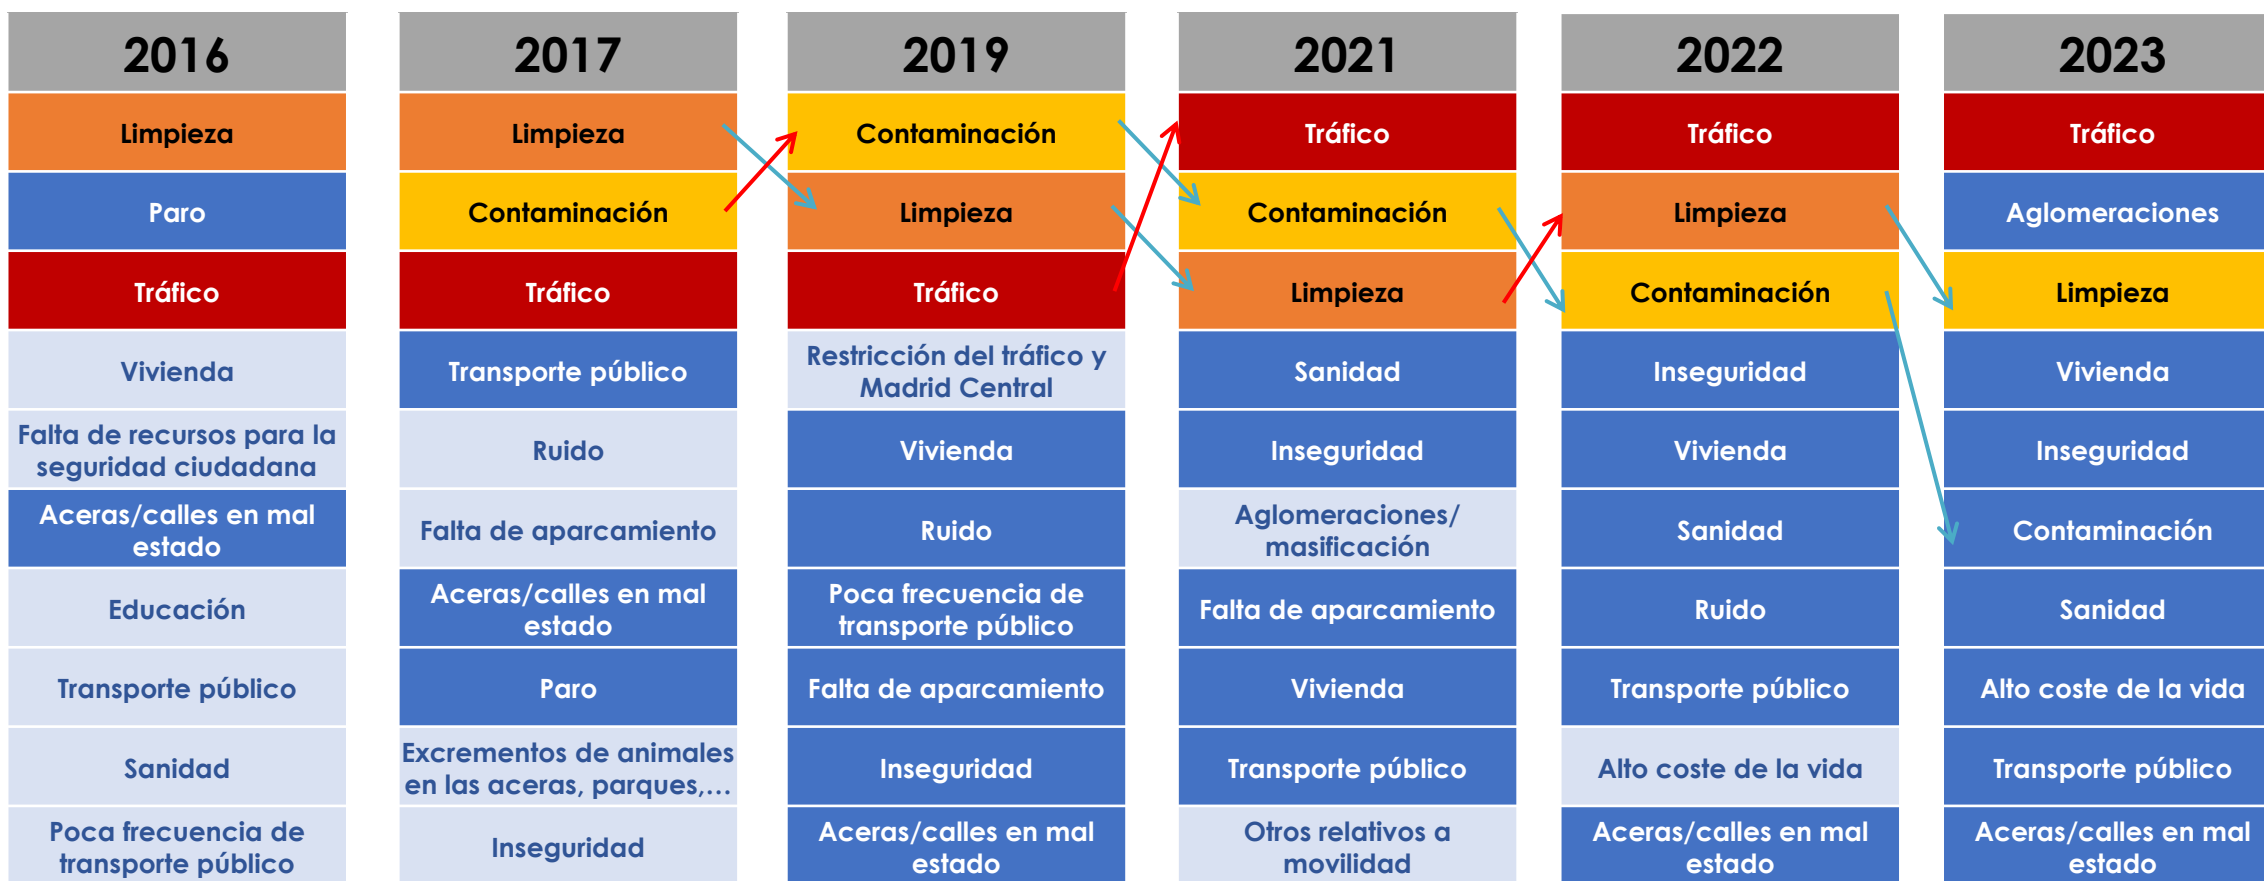 2016
Limpieza
Paro
Tráfico
Vivienda
Falta de recursos para la
seguridad ciudadana
Aceras/calles en mal
estado
Educación
Transporte público
Sanidad
Poca frecuencia de
transporte público
2017
Limpieza
Contaminación
Tráfico
Transporte público
Ruido
Falta de aparcamiento
Aceras/calles en mal
estado
Paro
Excrementos de animales
en las aceras, parques,…
Inseguridad
2019
Contaminación
Limpieza
Tráfico
Restricción del tráfico y
Madrid Central
Vivienda
Ruido
Poca frecuencia de
transporte público
Falta de aparcamiento
Inseguridad
Aceras/calles en mal
estado
2021
Tráfico
Contaminación
Limpieza
Sanidad
Inseguridad
Aglomeraciones/
masificación
Falta de aparcamiento
Vivienda
Transporte público
Otros relativos a
movilidad
2022
Tráfico
Limpieza
Contaminación
Inseguridad
Vivienda
Sanidad
Ruido
Transporte público
Alto coste de la vida
Aceras/calles en mal
estado
2023
Tráfico
Aglomeraciones
Limpieza
Vivienda
Inseguridad
Contaminación
Sanidad
Alto coste de la vida
Transporte público
Aceras/calles en mal
estado